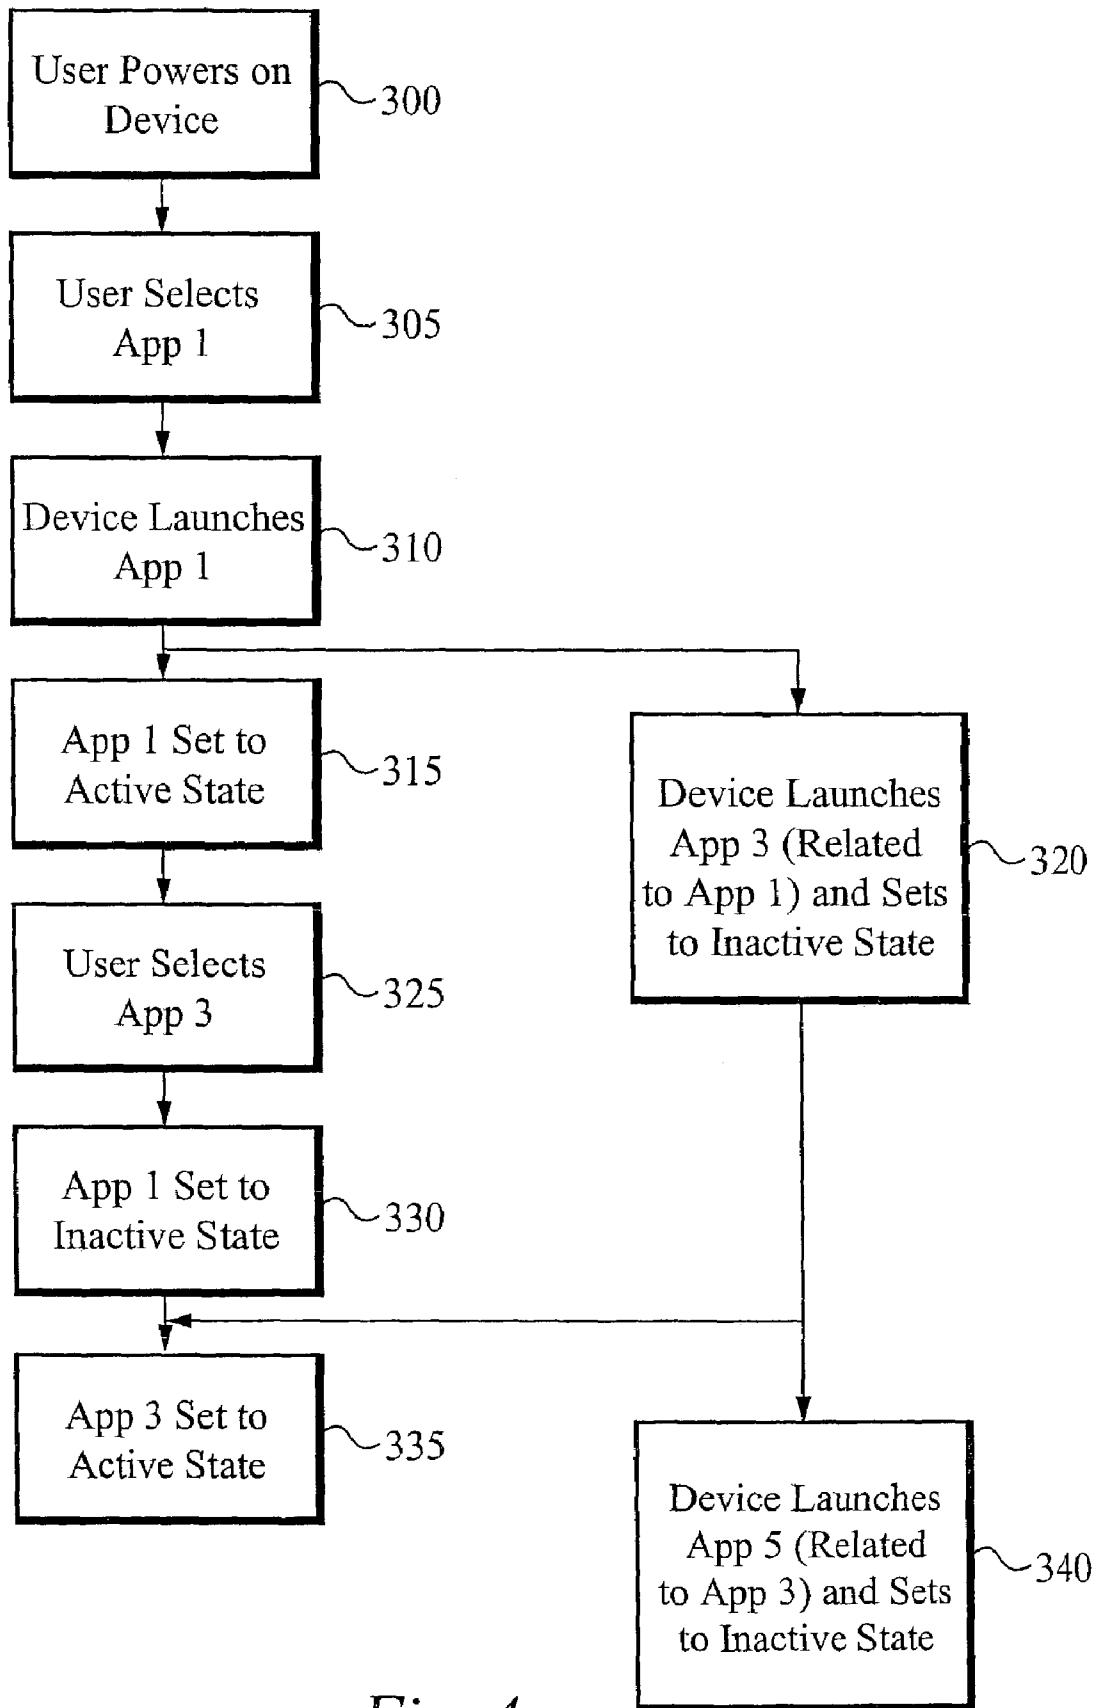 User Powers on
Device
300
User Selects
App 1
305
Device Launches
App 1
310
App 1 Set to
Active State
315
Device Launches
App 3 (Related
to App 1) and Sets
to Inactive State
320
User Selects
App 3
325
App 1 Set to
Inactive State
330
App 3 Set to
Active State
335
Device Launches
App 5 (Related
to App 3) and Sets
to Inactive State
340